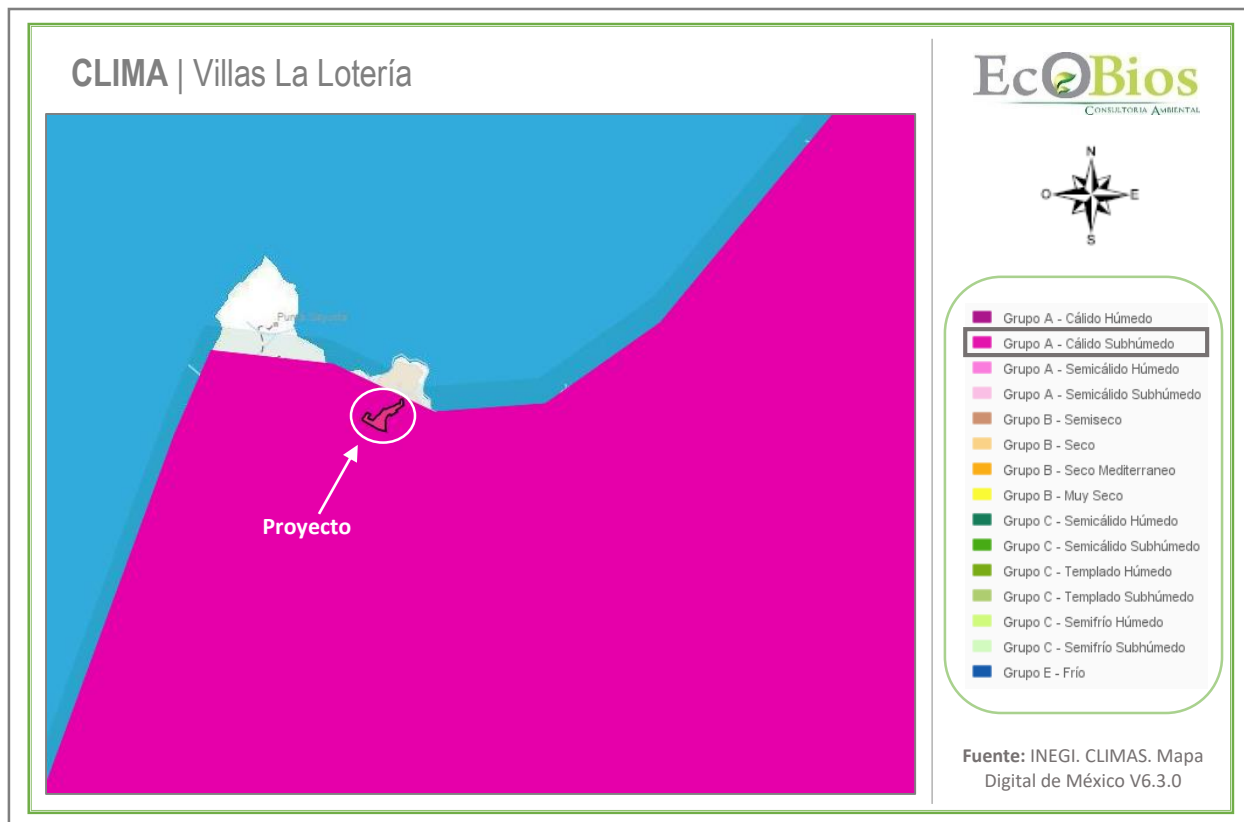 CLIMA | Villas La Lotería
EcOBios
CONSULTORIA AMBIENTAL
N
O
E
S
Punta Sayulita
Proyecto
Grupo A - Cálido Húmedo
Grupo A - Cálido Subhúmedo
Grupo A - Semicálido Húmedo
Grupo A - Semicálido Subhúmedo
Grupo B - Semiseco
Grupo B - Seco
Grupo B - Seco Mediterraneo
Grupo B - Muy Seco
Grupo C - Semicálido Húmedo
Grupo C - Semicálido Subhúmedo
Grupo C - Templado Húmedo
Grupo C - Templado Subhúmedo
Grupo C - Semifrío Húmedo
Grupo C - Semifrío Subhúmedo
Grupo E - Frío
Fuente: INEGI. CLIMAS. Mapa
Digital de México V6.3.0